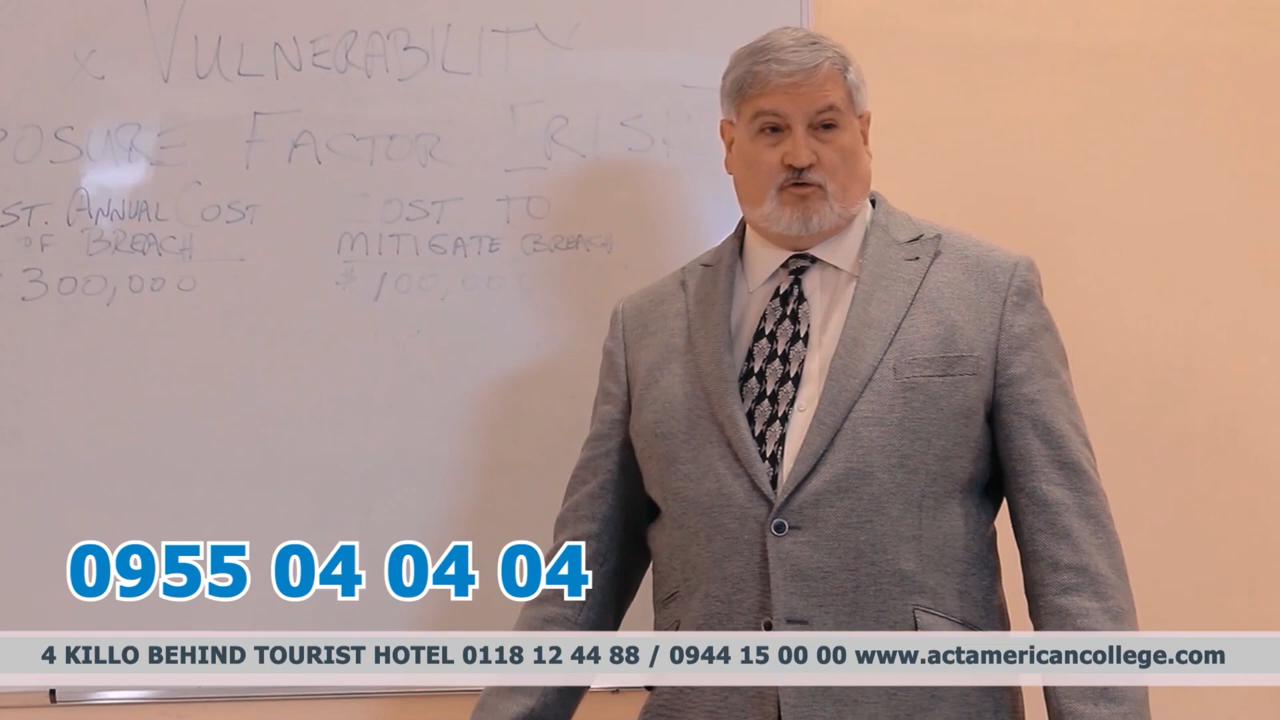 x VULNERABILITY
POSURE FACTOR
ST. ANNUAL COST
OF BREACH
300,000
OST TO
MITIGATE BREACH
$100,000
0955 04 04 04
4 KILLO BEHIND TOURIST HOTEL 0118 12 44 88 / 0944 15 00 00 www.actamericancollege.com